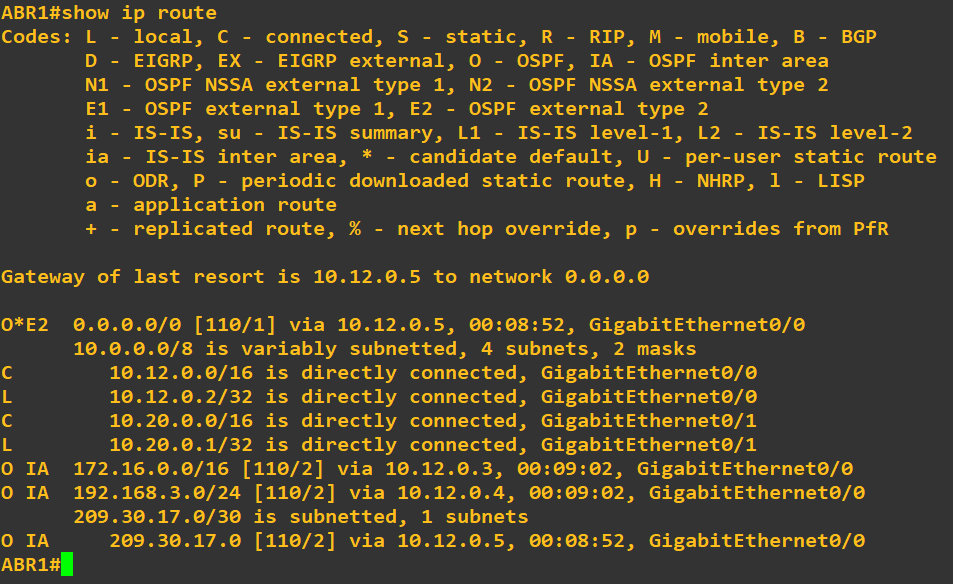 ABR1#show ip route
Codes: L - local, C - connected, S - static, R - RIP, M - mobile, B - BGP
       D - EIGRP, EX - EIGRP external, O - OSPF, IA - OSPF inter area
       N1 - OSPF NSSA external type 1, N2 - OSPF NSSA external type 2
       E1 - OSPF external type 1, E2 - OSPF external type 2
       i - IS-IS, su - IS-IS summary, L1 - IS-IS level-1, L2 - IS-IS level-2
       ia - IS-IS inter area, * - candidate default, U - per-user static route
       o - ODR, P - periodic downloaded static route, H - NHRP, l - LISP
       a - application route
       + - replicated route, % - next hop override, p - overrides from PfR

Gateway of last resort is 10.12.0.5 to network 0.0.0.0

O*E2  0.0.0.0/0 [110/1] via 10.12.0.5, 00:08:52, GigabitEthernet0/0
      10.0.0.0/8 is variably subnetted, 4 subnets, 2 masks
C        10.12.0.0/16 is directly connected, GigabitEthernet0/0
L        10.12.0.2/32 is directly connected, GigabitEthernet0/0
C        10.20.0.0/16 is directly connected, GigabitEthernet0/1
L        10.20.0.1/32 is directly connected, GigabitEthernet0/1
O IA  172.16.0.0/16 [110/2] via 10.12.0.3, 00:09:02, GigabitEthernet0/0
O IA  192.168.3.0/24 [110/2] via 10.12.0.4, 00:09:02, GigabitEthernet0/0
      209.30.17.0/30 is subnetted, 1 subnets
O IA     209.30.17.0 [110/2] via 10.12.0.5, 00:08:52, GigabitEthernet0/0
ABR1#